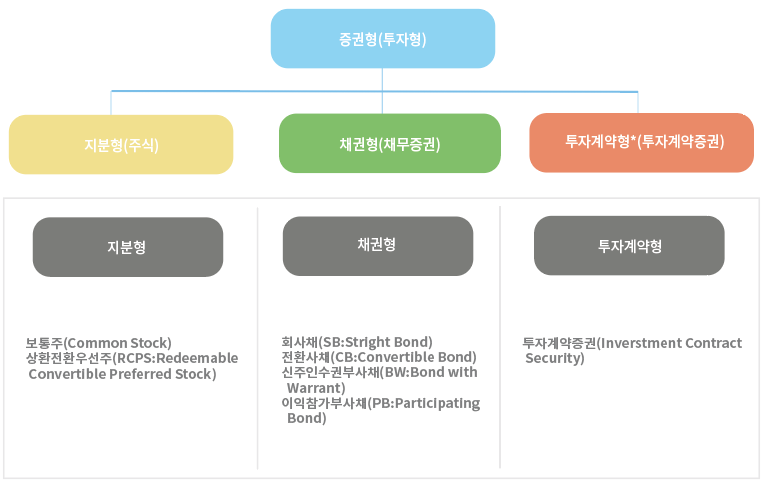 증권형(투자형)
지분형(주식)
채권형(채무증권)
투자계약형*(투자계약증권)
지분형
채권형
투자계약형
보통주(Common Stock)
상환전환우선주(RCPS:Redeemable
Convertible Preferred Stock)
회사채(SB:Stright Bond)
전환사채(CB:Convertible Bond)
신주인수권부사채(BW:Bond with
Warrant)
이익참가부사채(PB:Participating
Bond)
투자계약증권(Inverstment Contract
Security)